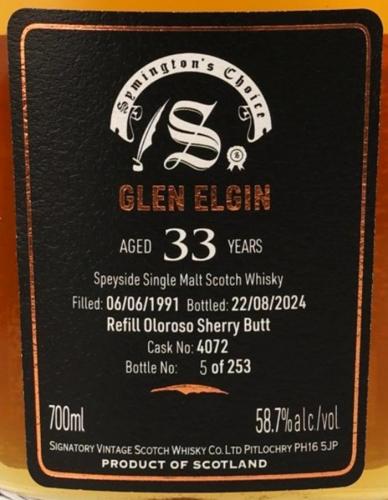 Symington's Choice
S.
GLEN ELGIN
AGED 33 YEARS
Speyside Single Malt Scotch Whisky
Filled: 06/06/1991 Bottled: 22/08/2024
Refill Oloroso Sherry Butt
Cask No: 4072
Bottle No: 5 of 253
700ml 58.7%alc/vol
SIGNATORY VINTAGE SCOTCH WHISKY CO. LTD PITLOCHRY PH16 5JP
PRODUCT OF SCOTLAND